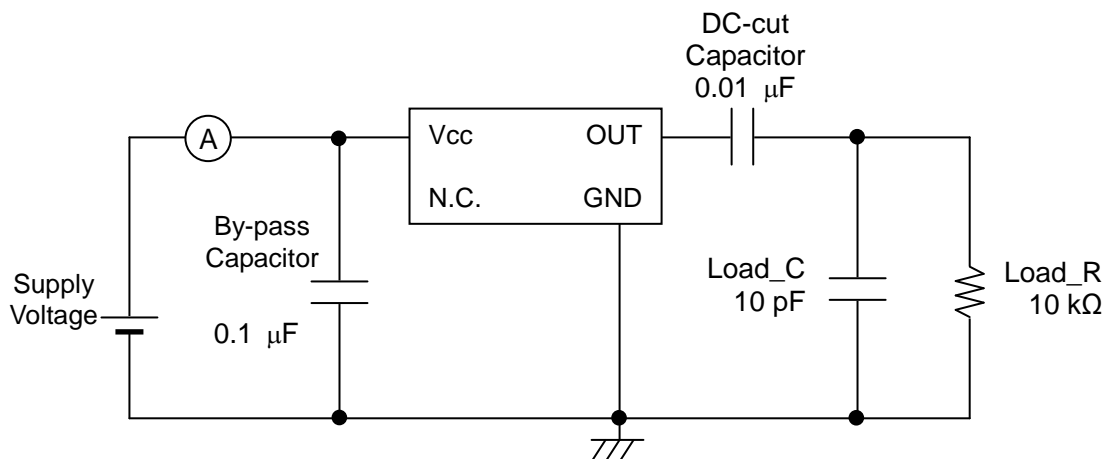 DC-cut
Capacitor
0.01 μF
A
Vcc OUT
N.C. GND
By-pass
Capacitor
0.1 μF
Supply
Voltage
Load_C
10 pF
Load_R
10 kΩ